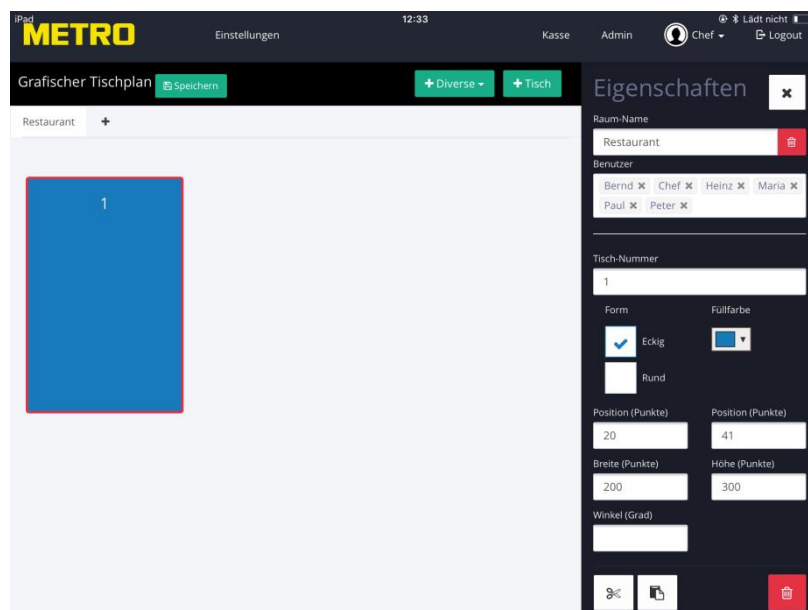 iPad 12:33 Lädt nicht
METRO Einstellungen Kasse Admin Chef Logout
Grafischer Tischplan Speichern + Diverse + Tisch
Restaurant +
1
Eigenschaften
Raum-Name
Restaurant
Benutzer
Bernd × Chef × Heinz × Maria ×
Paul × Peter ×
Tisch-Nummer
1
Form Füllfarbe
Eckig
Rund
Position (Punkte) Position (Punkte)
20 41
Breite (Punkte) Höhe (Punkte)
200 300
Winkel (Grad)